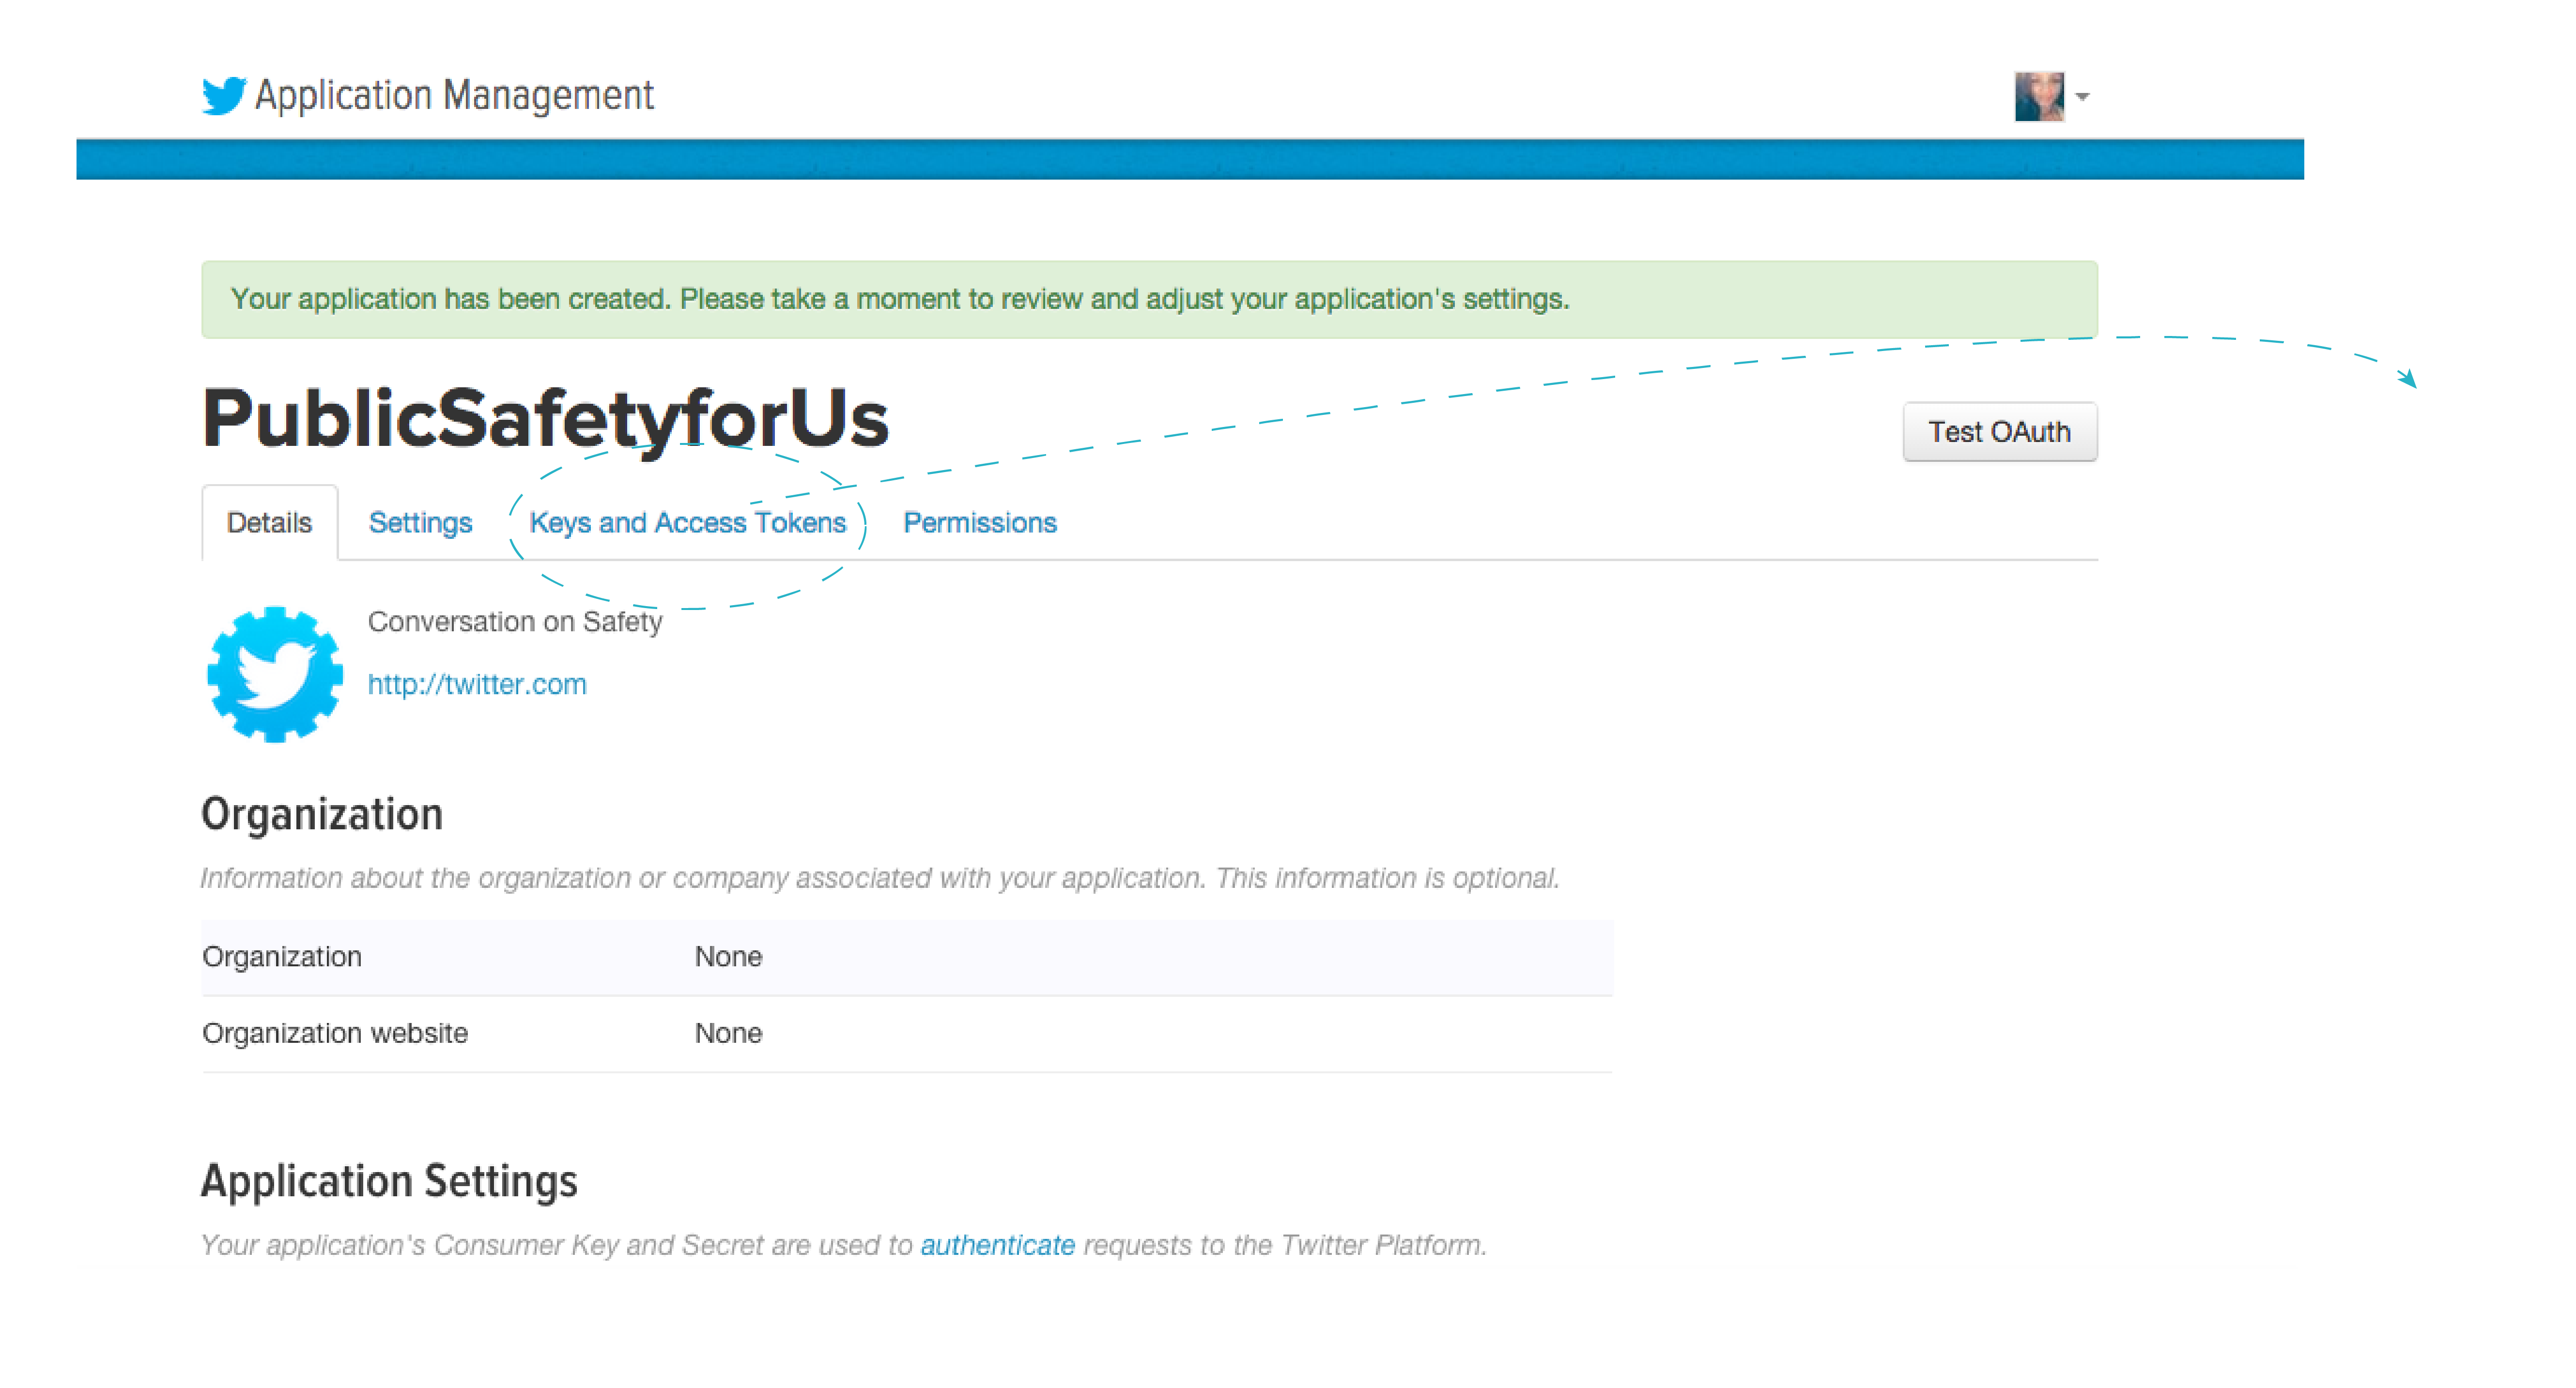 Application Management
Your application has been created. Please take a moment to review and adjust your application's settings.
PublicSafetyforUs
Test OAuth
Details Settings Keys and Access Tokens Permissions
Conversation on Safety
http://twitter.com
Organization
Information about the organization or company associated with your application. This information is optional.
Organization None
Organization website None
Application Settings
Your application's Consumer Key and Secret are used to authenticate requests to the Twitter Platform.